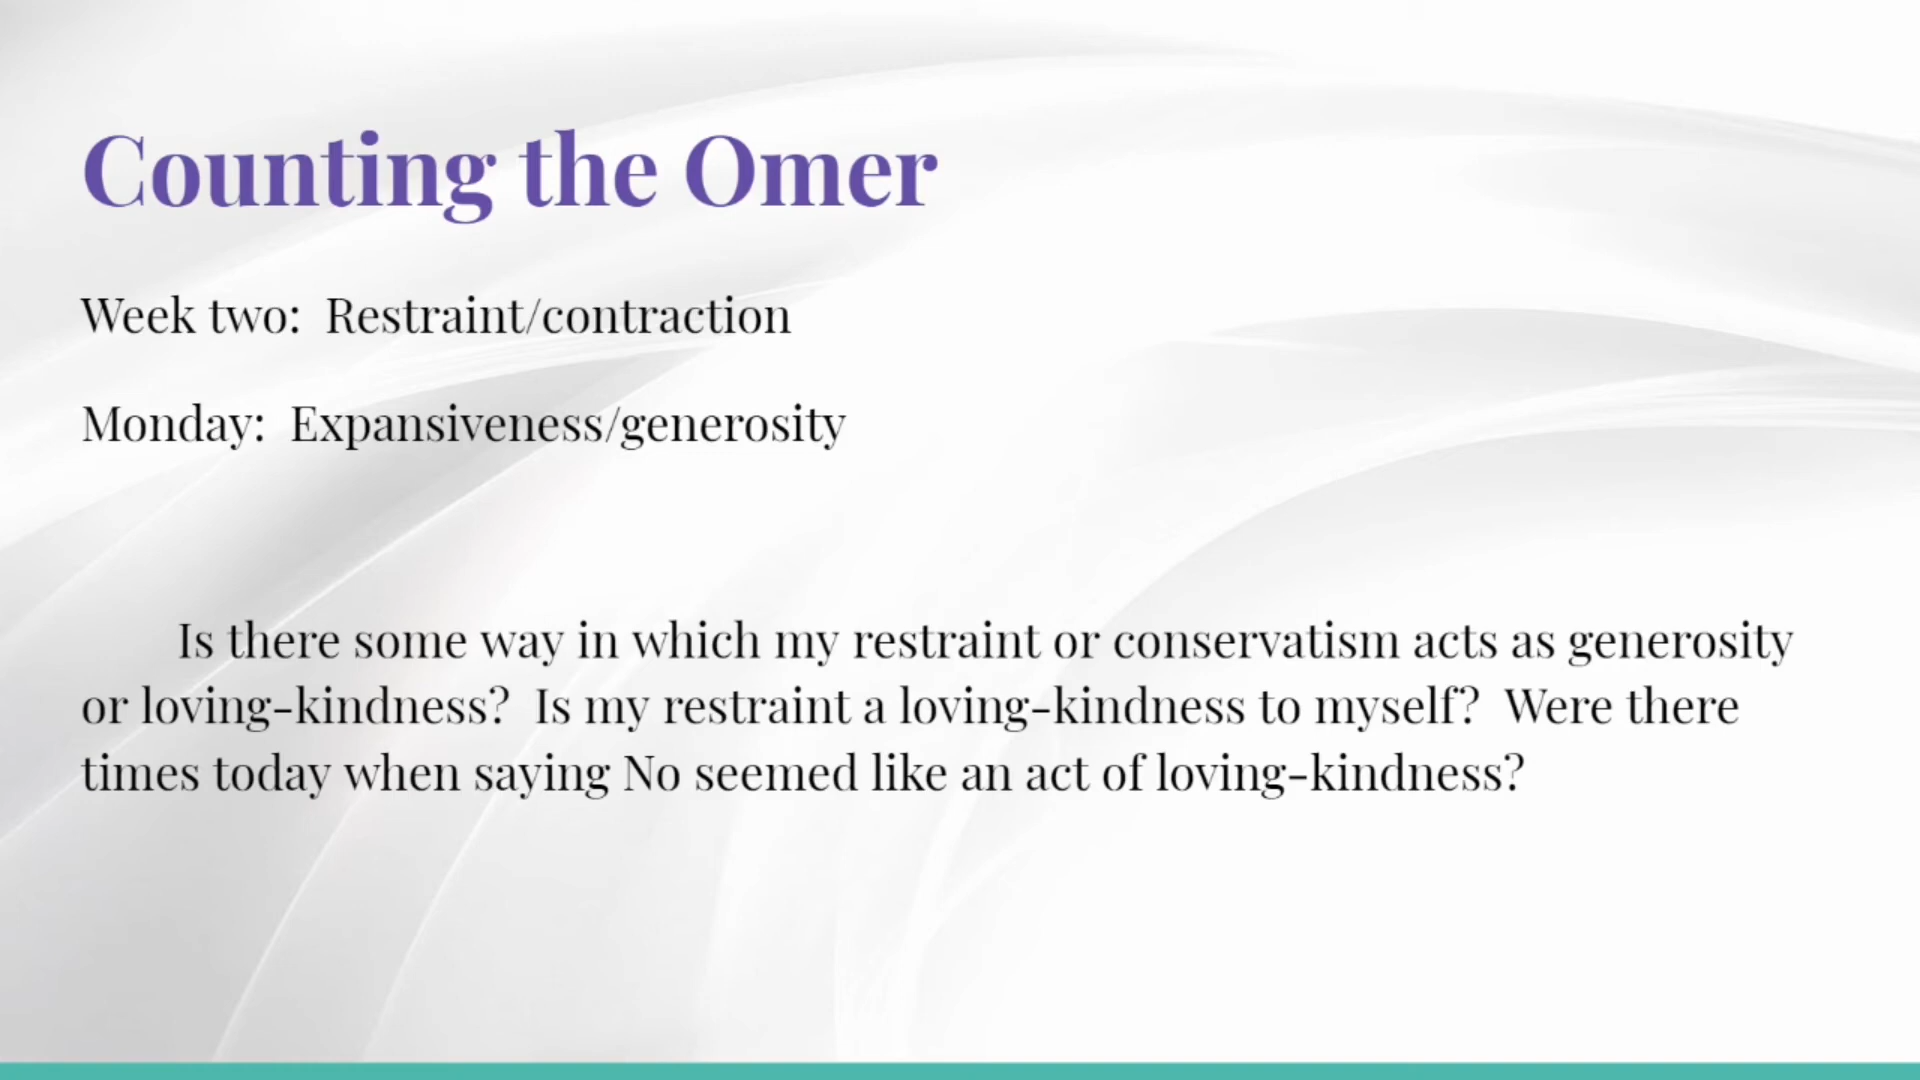 Counting the Omer
Week two:  Restraint/contraction
Monday:  Expansiveness/generosity
Is there some way in which my restraint or conservatism acts as generosity
or loving-kindness?  Is my restraint a loving-kindness to myself?  Were there
times today when saying No seemed like an act of loving-kindness?